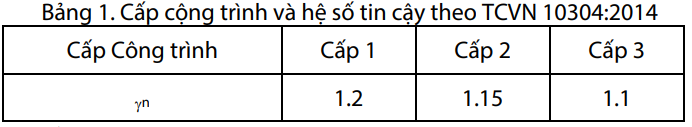 Bảng 1. Cấp cộng trình và hệ số tin cậy theo TCVN 10304:2014
Cấp Công trình Cấp 1 Cấp 2 Cấp 3
γn 1.2 1.15 1.1